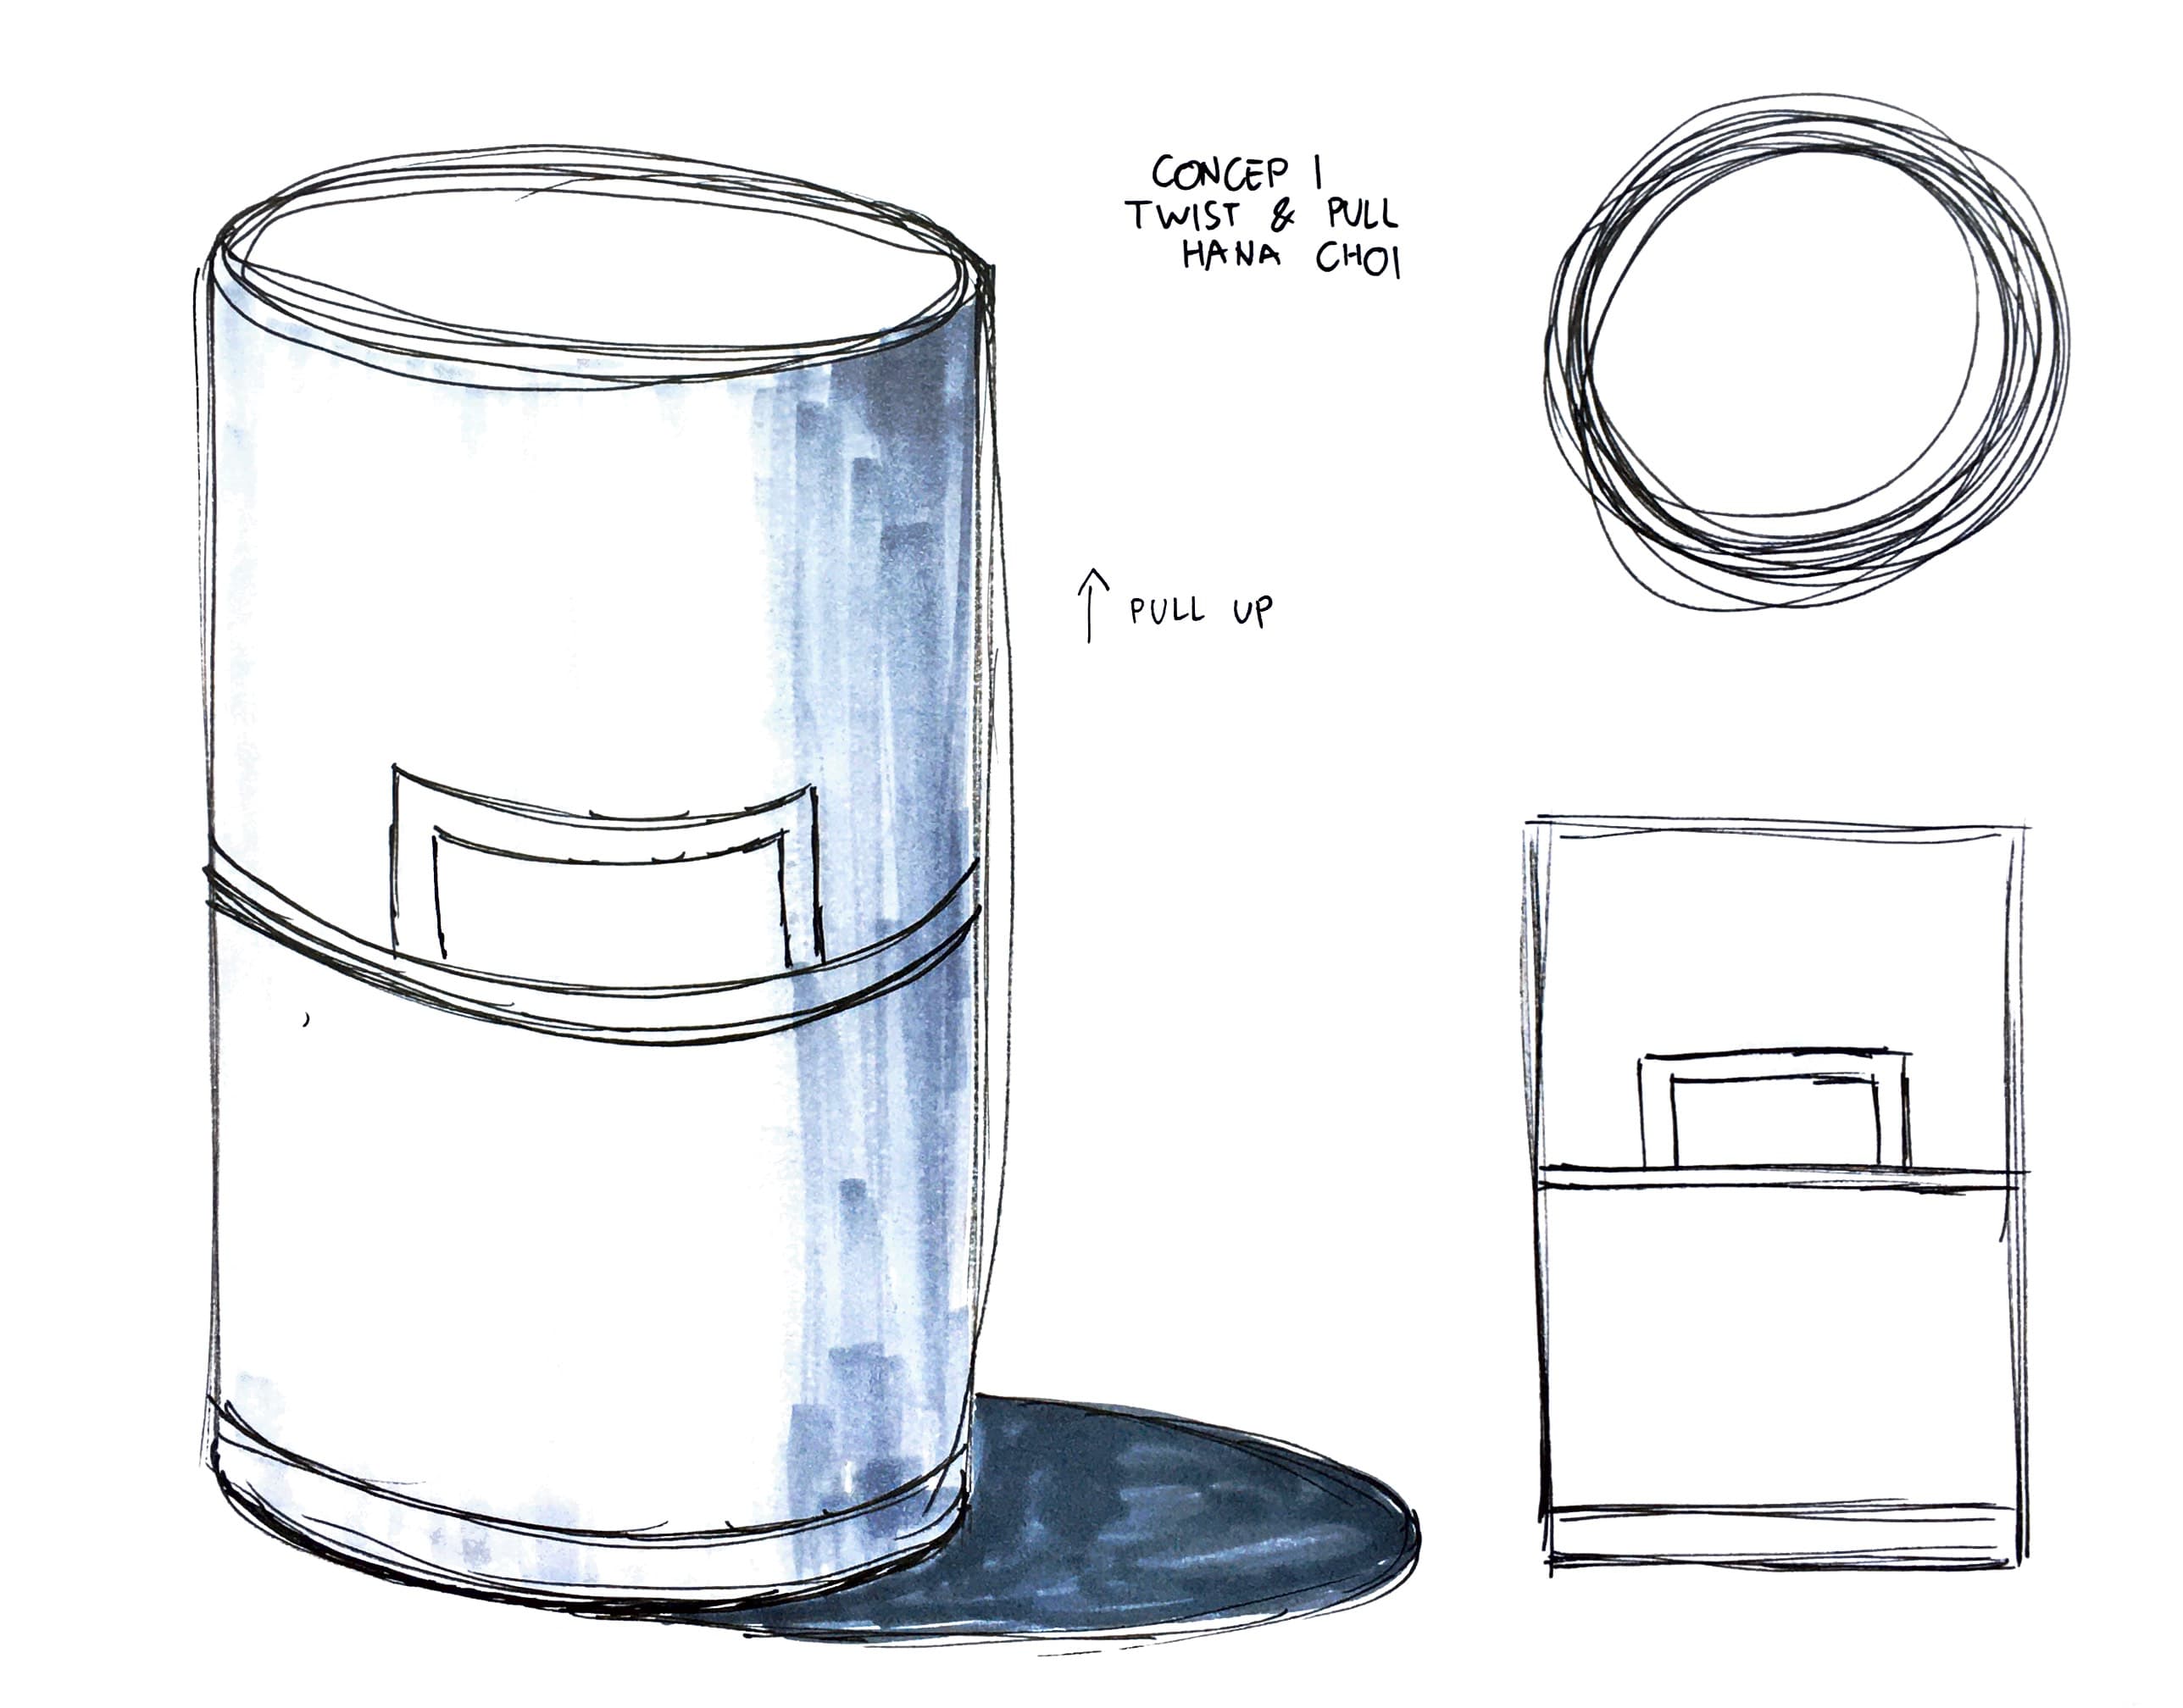 CONCEP 1
TWIST & PULL
HANA CHOI
↑ PULL UP